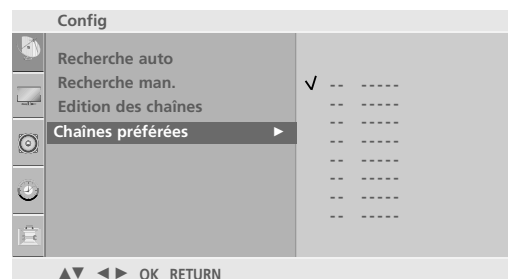 Config
Recherche auto
Recherche man.
Edition des chaînes
Chaînes préférées ►
√ -- -----
-- -----
-- -----
-- -----
-- -----
-- -----
-- -----
-- -----
▲▼ ◄► OK RETURN